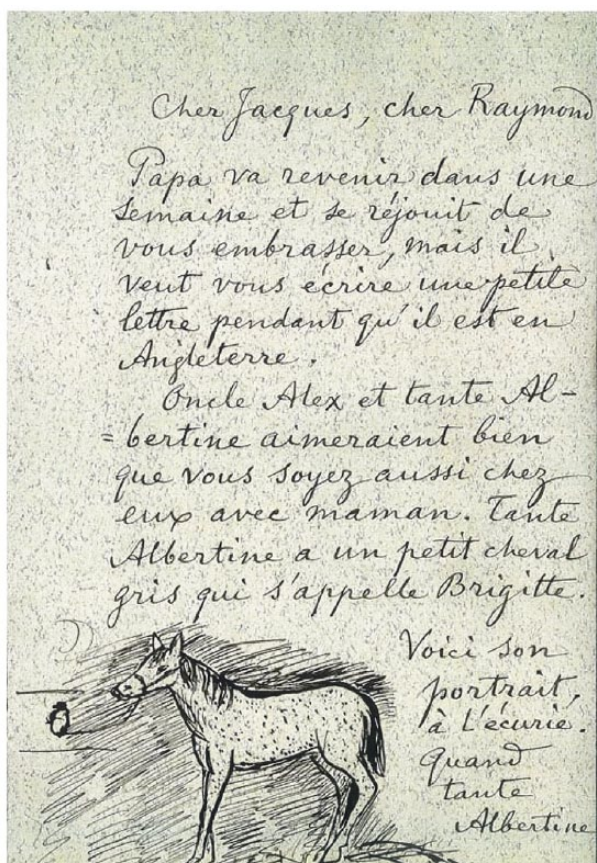 Cher Jacques, cher Raymond
Papa va revenir dans une
semaine et se réjouit de
vous embrasser, mais il
veut vous écrire une petite
lettre pendant qu'il est en
Angleterre.
Oncle Alex et tante Al-
=bertine aimeraient bien
que vous soyez aussi chez
eux avec maman. Tante
Albertine a un petit cheval
gris qui s'appelle Brigitte.
Voici son
portrait,
à l'écurie.
Quand
tante
Albertine